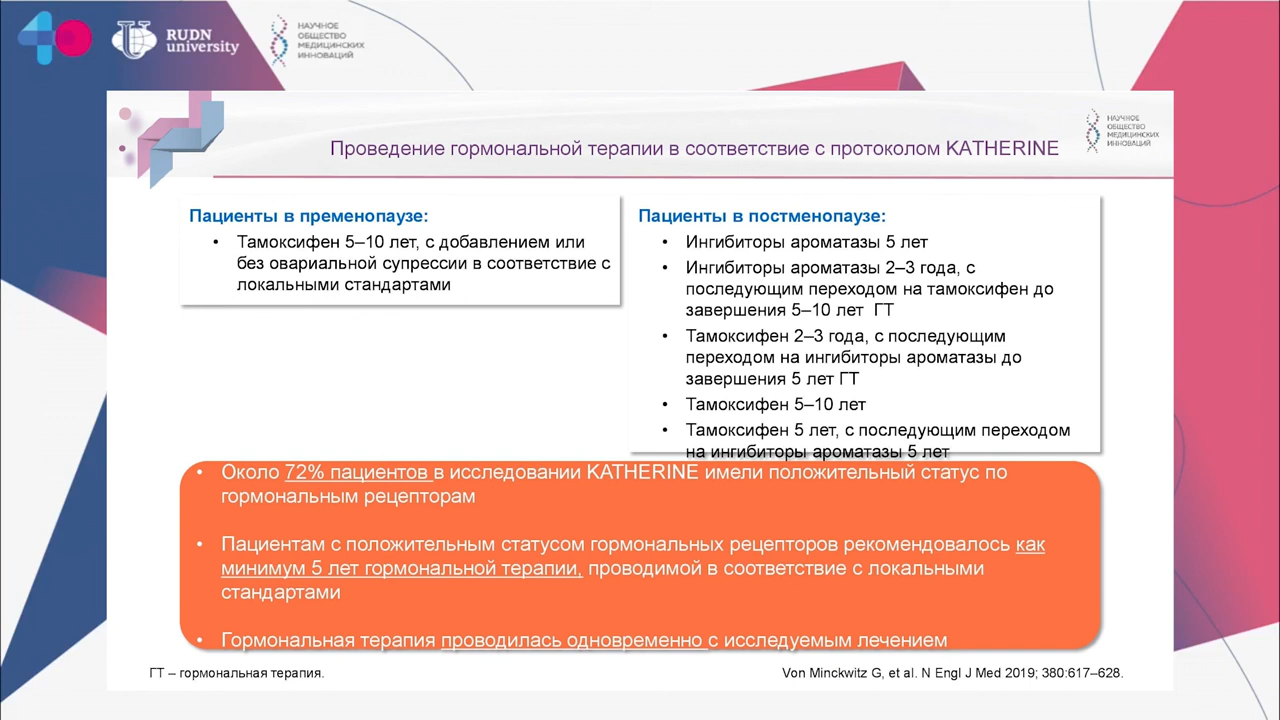 RUDN
university
НАУЧНОЕ
ОБЩЕСТВО
МЕДИЦИНСКИХ
ИННОВАЦИЙ
НАУЧНОЕ
ОБЩЕСТВО
МЕДИЦИНСКИХ
ИННОВАЦИЙ
Проведение гормональной терапии в соответствие с протоколом KATHERINE
Пациенты в пременопаузе:
• Тамоксифен 5–10 лет, с добавлением или
без овариальной супрессии в соответствие с
локальными стандартами
Пациенты в постменопаузе:
• Ингибиторы ароматазы 5 лет
• Ингибиторы ароматазы 2–3 года, с
последующим переходом на тамоксифен до
завершения 5–10 лет ГТ
• Тамоксифен 2–3 года, с последующим
переходом на ингибиторы ароматазы до
завершения 5 лет ГТ
• Тамоксифен 5–10 лет
• Тамоксифен 5 лет, с последующим переходом
на ингибиторы ароматазы 5 лет
• Около 72% пациентов в исследовании KATHERINE имели положительный статус по
гормональным рецепторам
• Пациентам с положительным статусом гормональных рецепторов рекомендовалось как
минимум 5 лет гормональной терапии, проводимой в соответствие с локальными
стандартами
• Гормональная терапия проводилась одновременно с исследуемым лечением
ГТ – гормональная терапия.
Von Minckwitz G, et al. N Engl J Med 2019; 380:617–628.